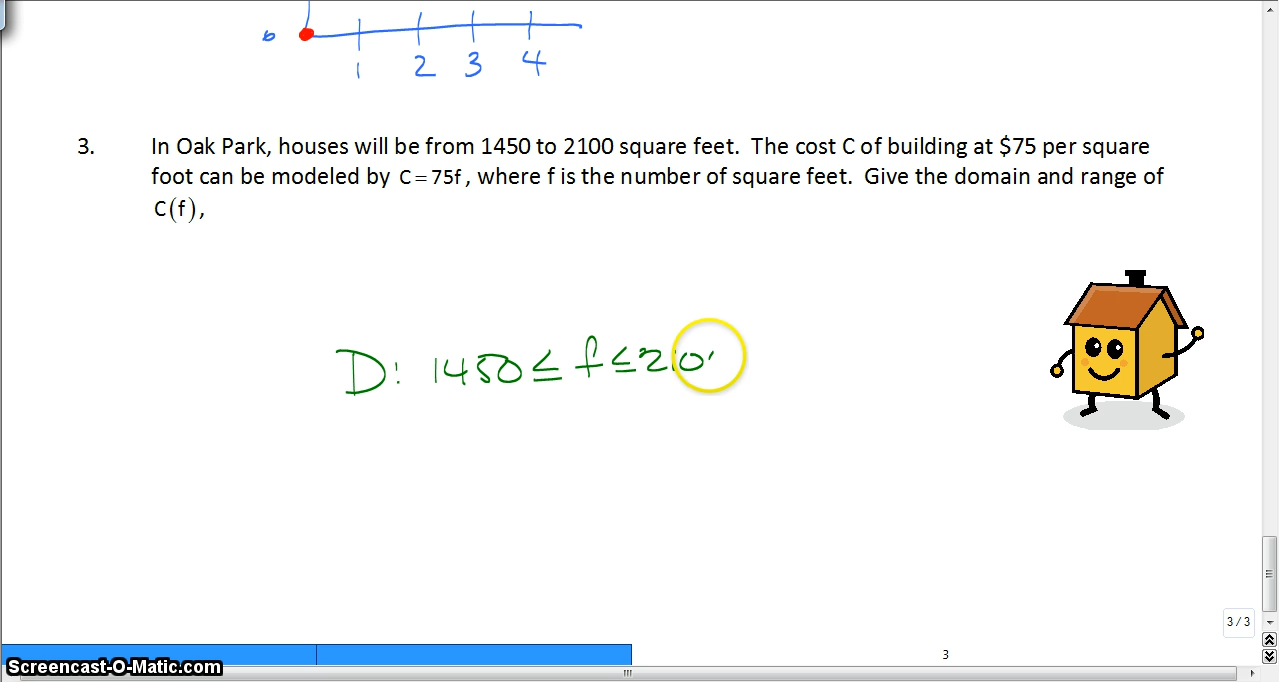 0
1 2 3 4
3. In Oak Park, houses will be from 1450 to 2100 square feet. The cost C of building at $75 per square
foot can be modeled by C = 75f, where f is the number of square feet. Give the domain and range of
C(f),
D: 1450 ≤ f ≤ 210
3/3
3
Screencast-O-Matic.com